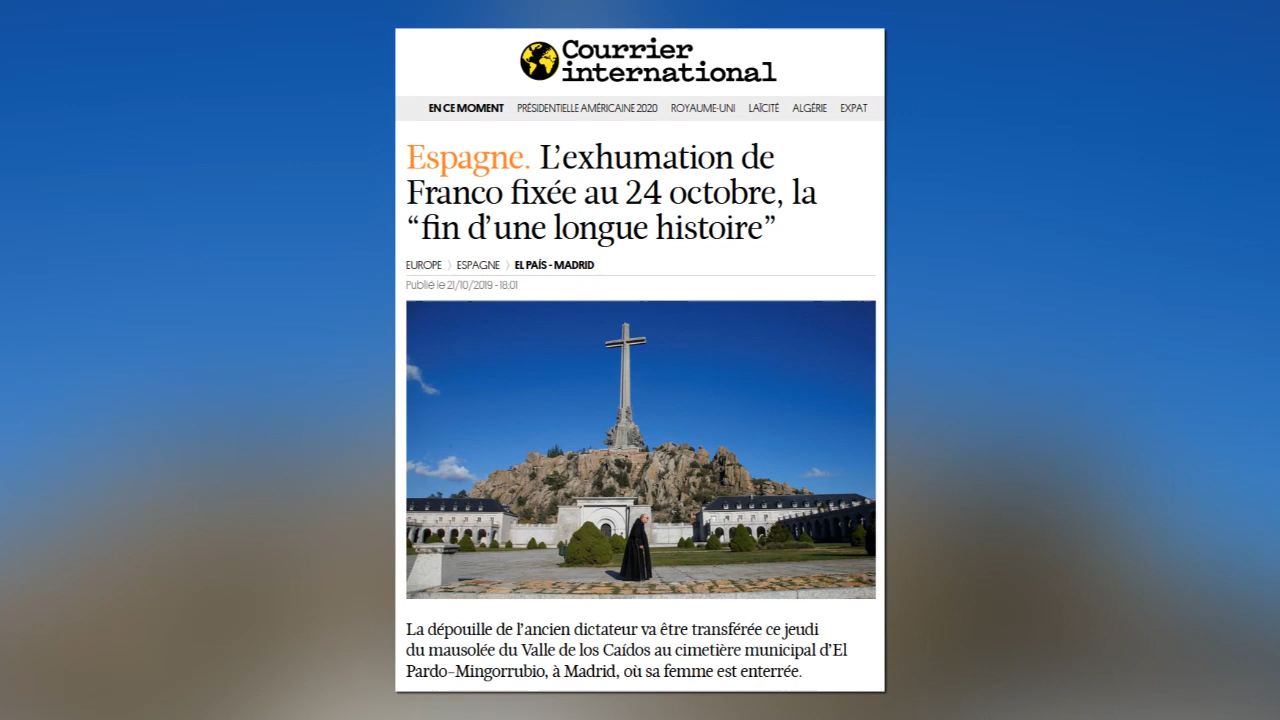 Courrier
international
EN CE MOMENT PRÉSIDENTIELLE AMÉRICAINE 2020 ROYAUME-UNI LAÏCITÉ ALGÉRIE EXPAT
Espagne. L’exhumation de
Franco fixée au 24 octobre, la
“fin d’une longue histoire”
EUROPE 〉 ESPAGNE 〉 EL PAÍS - MADRID
Publié le 21/10/2019 - 18:01
La dépouille de l’ancien dictateur va être transférée ce jeudi
du mausolée du Valle de los Caídos au cimetière municipal d’El
Pardo-Mingorrubio, à Madrid, où sa femme est enterrée.